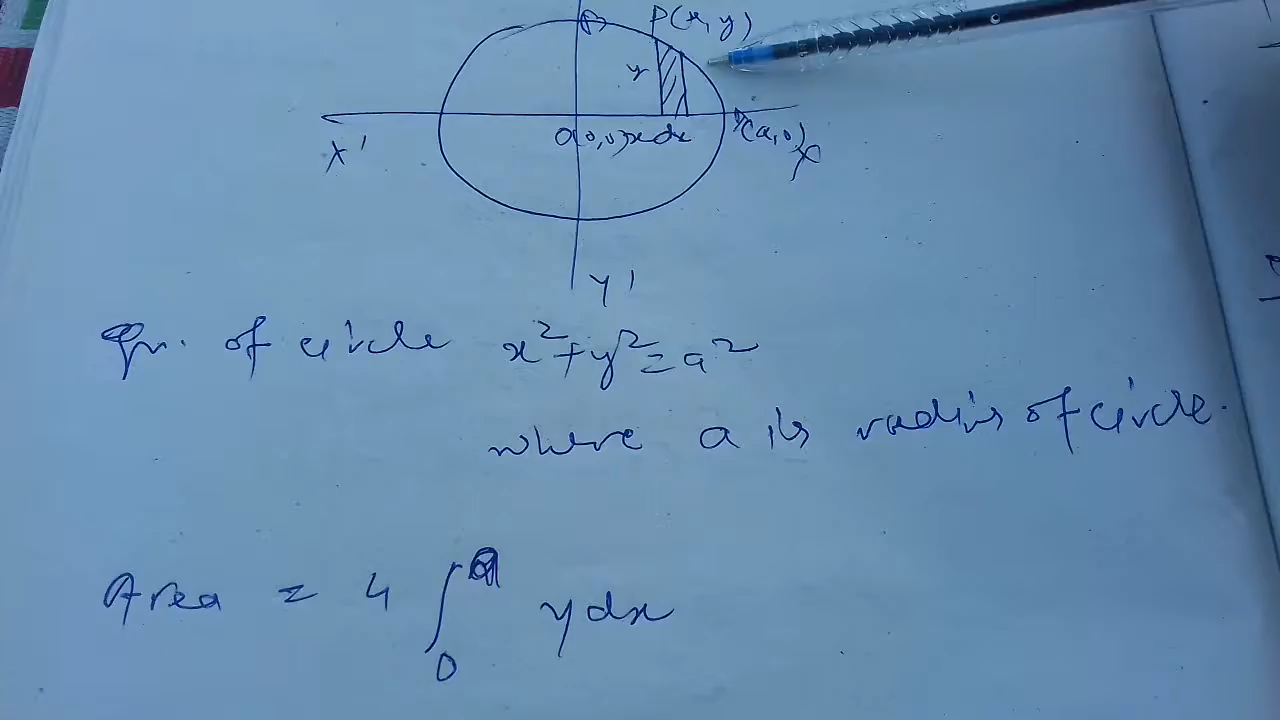 P(x,y)
y
X'
O(0,0) x dx
(a,0)
X
Y'
Eqn. of circle x²+y²=a²
where a is radius of circle.
Area = 4 ∫₀ᵃ y dx